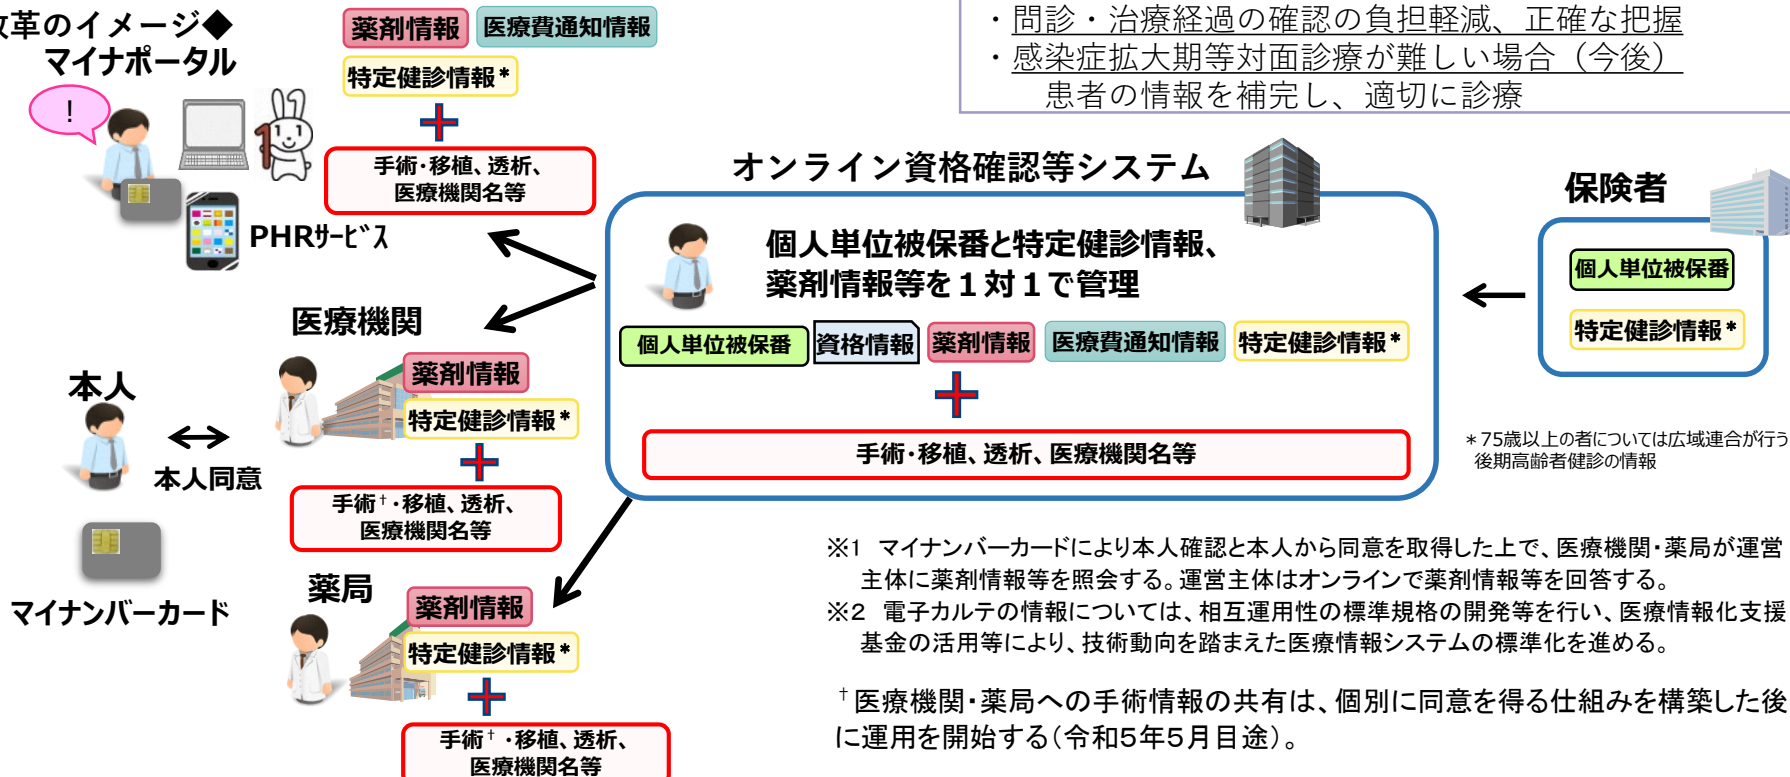 改革のイメージ◆
マイナポータル
!
薬剤情報
医療費通知情報
特定健診情報*
手術・移植、透析、
医療機関名等
PHRサービス
・問診・治療経過の確認の負担軽減、正確な把握
・感染症拡大期等対面診療が難しい場合（今後）
患者の情報を補完し、適切に診療
オンライン資格確認等システム
個人単位被保番と特定健診情報、
薬剤情報等を１対１で管理
個人単位被保番
資格情報
薬剤情報
医療費通知情報
特定健診情報*
手術・移植、透析、医療機関名等
保険者
個人単位被保番
特定健診情報*
＊75歳以上の者については広域連合が行う
後期高齢者健診の情報
医療機関
薬剤情報
特定健診情報*
手術†・移植、透析、
医療機関名等
本人
本人同意
マイナンバーカード
薬局
薬剤情報
特定健診情報*
手術†・移植、透析、
医療機関名等
※1　マイナンバーカードにより本人確認と本人から同意を取得した上で、医療機関・薬局が運営
主体に薬剤情報等を照会する。運営主体はオンラインで薬剤情報等を回答する。
※2　電子カルテの情報については、相互運用性の標準規格の開発等を行い、医療情報化支援
基金の活用等により、技術動向を踏まえた医療情報システムの標準化を進める。
†医療機関・薬局への手術情報の共有は、個別に同意を得る仕組みを構築した後
に運用を開始する（令和5年5月目途）。